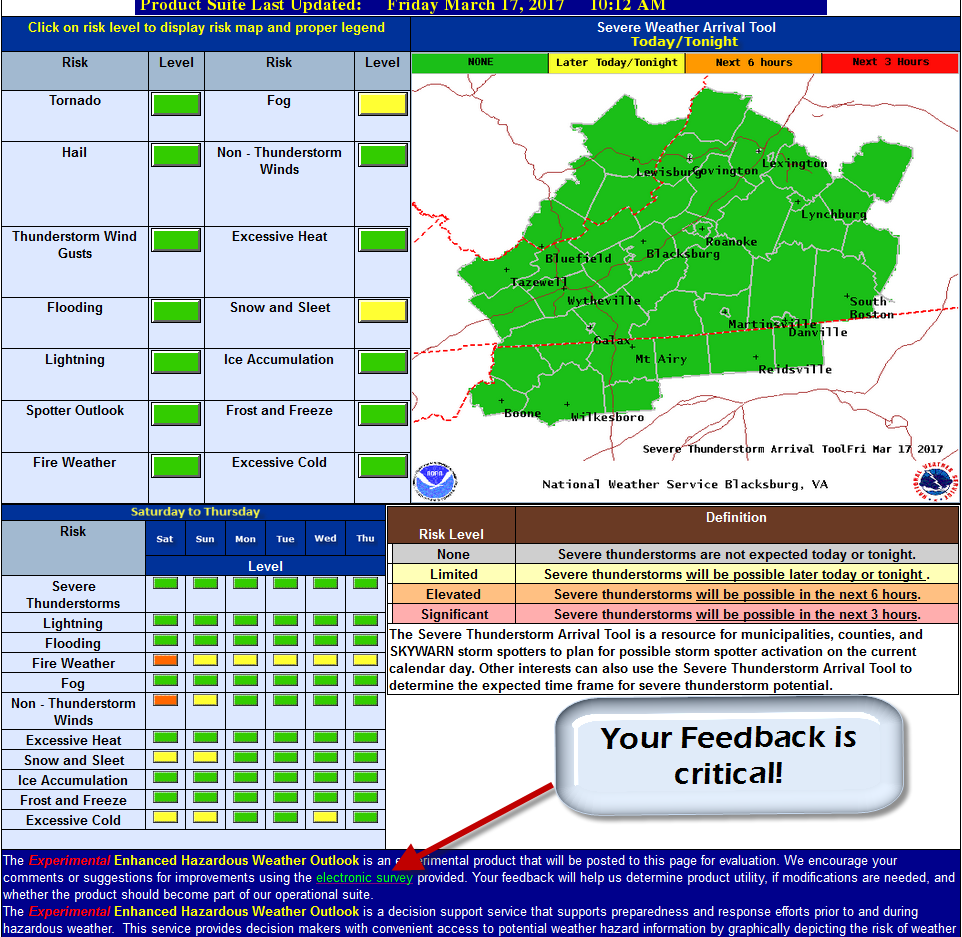 Product Suite Last Updated: Friday March 17, 2017 10:12 AM
Click on risk level to display risk map and proper legend
Risk Level Risk Level
Tornado Fog
Hail Non - Thunderstorm
Winds
Thunderstorm Wind Excessive Heat
Gusts
Flooding Snow and Sleet
Lightning Ice Accumulation
Spotter Outlook Frost and Freeze
Fire Weather Excessive Cold
Severe Weather Arrival Tool
Today/Tonight
NONE Later Today/Tonight Next 6 hours Next 3 Hours
Lewisburg
Covington
Lexington
Lynchburg
Roanoke
Blacksburg
Bluefield
Tazewell
Wytheville
South
Boston
Martinsville
Danville
Galax
Mt Airy
Reidsville
Boone
Wilkesboro
Severe Thunderstorm Arrival ToolFri Mar 17 2017
NOAA
National Weather Service Blacksburg, VA
NATIONAL WEATHER SERVICE
Saturday to Thursday
Risk Sat Sun Mon Tue Wed Thu
Level
Severe
Thunderstorms
Lightning
Flooding
Fire Weather
Fog
Non - Thunderstorm
Winds
Excessive Heat
Snow and Sleet
Ice Accumulation
Frost and Freeze
Excessive Cold
Risk Level Definition
None Severe thunderstorms are not expected today or tonight.
Limited Severe thunderstorms will be possible later today or tonight .
Elevated Severe thunderstorms will be possible in the next 6 hours.
Significant Severe thunderstorms will be possible in the next 3 hours.
The Severe Thunderstorm Arrival Tool is a resource for municipalities, counties, and
SKYWARN storm spotters to plan for possible storm spotter activation on the current
calendar day. Other interests can also use the Severe Thunderstorm Arrival Tool to
determine the expected time frame for severe thunderstorm potential.
Your Feedback is
critical!
The Experimental Enhanced Hazardous Weather Outlook is an experimental product that will be posted to this page for evaluation. We encourage your
comments or suggestions for improvements using the electronic survey provided. Your feedback will help us determine product utility, if modifications are needed, and
whether the product should become part of our operational suite.
The Experimental Enhanced Hazardous Weather Outlook is a decision support service that supports preparedness and response efforts prior to and during
hazardous weather. This service provides decision makers with convenient access to potential weather hazard information by graphically depicting the risk of weather